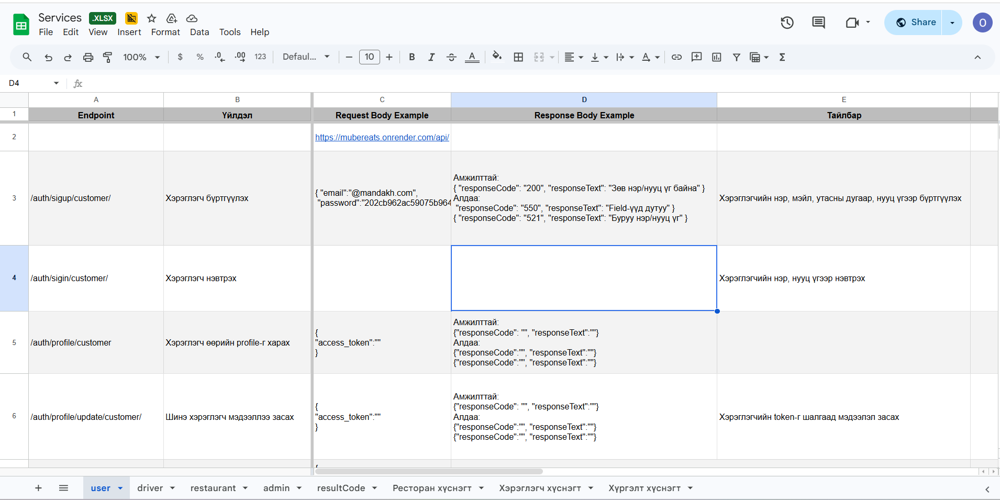 Services .XLSX
File Edit View Insert Format Data Tools Help
Share
O
100% $ % .0 .00 123 Defaul... 10 B I A Σ
D4 fx
A B C D E
1 Endpoint Үйлдэл Request Body Example Response Body Example Тайлбар
2 https://mubereats.onrender.com/api/
3 /auth/sigup/customer/
Хэрэглэгч бүртгүүлэх
{ "email":"@mandakh.com",
"password":"202cb962ac59075b964
Амжилттай:
{ "responseCode": "200", "responseText": "Зөв нэр/нууц үг байна" }
Алдаа:
"responseCode": "550", "responseText": "Field-үүд дутуу" }
{ "responseCode": "521", "responseText": "Буруу нэр/нууц үг" }
Хэрэглэгчийн нэр, мэйл, утасны дугаар, нууц үгээр бүртгүүлэх
4 /auth/sigin/customer/
Хэрэглэгч нэвтрэх
Хэрэглэгчийн нэр, нууц үгээр нэвтрэх
5 /auth/profile/customer
Хэрэглэгч өөрийн profile-г харах
{
"access_token":""
}
Амжилттай:
{"responseCode": "", "responseText":""}
Алдаа:
{"responseCode":"", "responseText":""}
{"responseCode":"", "responseText":""}
6 /auth/profile/update/customer/
Шинэ хэрэглэгч мэдээллээ засах
{
"access_token":""
}
Амжилттай:
{"responseCode": "", "responseText":""}
Алдаа:
{"responseCode":"", "responseText":""}
{"responseCode":"", "responseText":""}
Хэрэглэгчийн token-г шалгаад мэдээлэл засах
{
user driver restaurant admin resultCode Ресторан хүснэгт Хэрэглэгч хүснэгт Хүргэлт хүснэгт